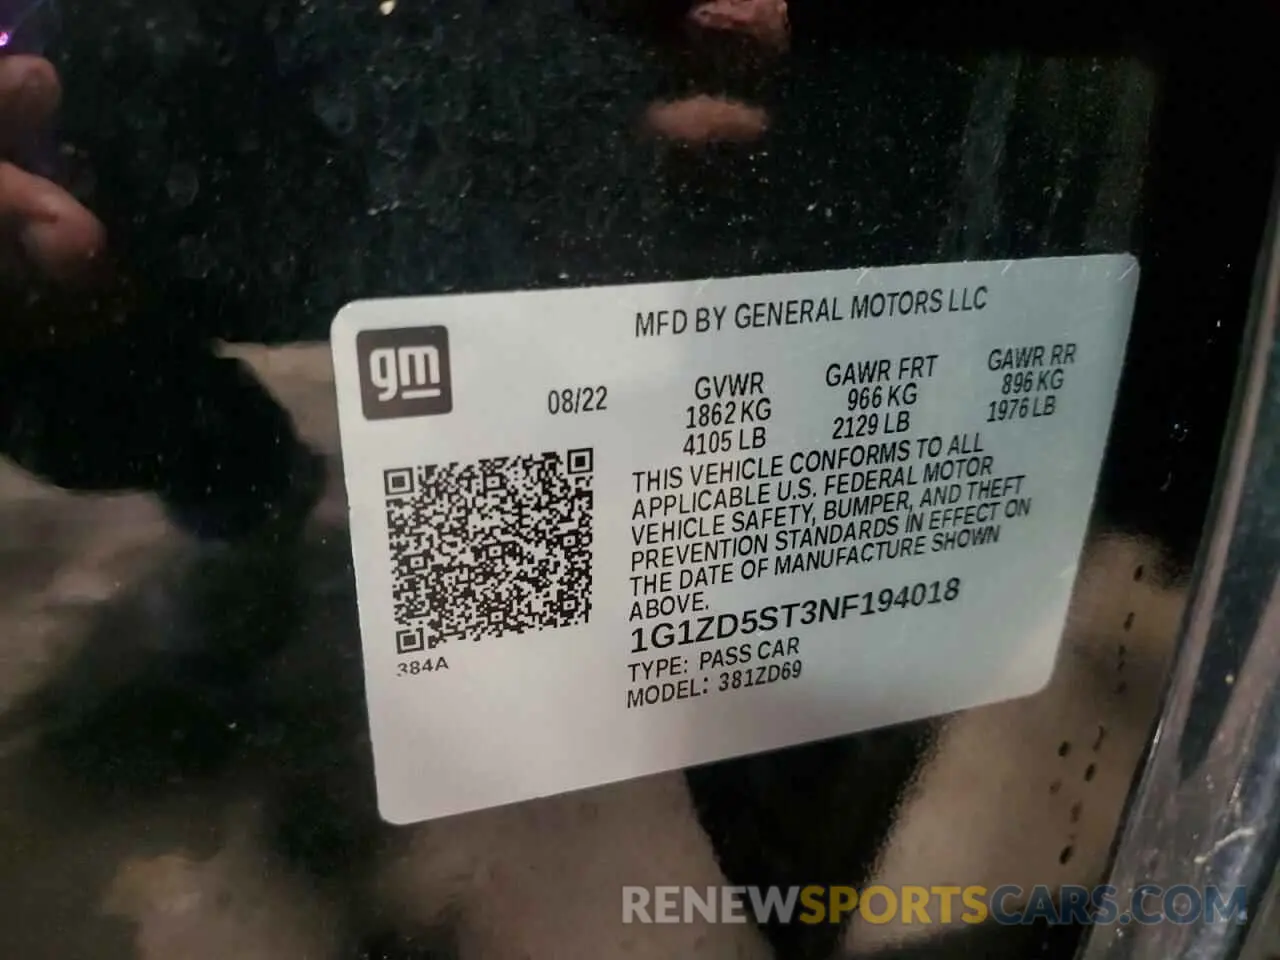 MFD BY GENERAL MOTORS LLC
gm
08/22
GVWR GAWR FRT GAWR RR
1862 KG 966 KG 896 KG
4105 LB 2129 LB 1976 LB
THIS VEHICLE CONFORMS TO ALL
APPLICABLE U.S. FEDERAL MOTOR
VEHICLE SAFETY, BUMPER, AND THEFT
PREVENTION STANDARDS IN EFFECT ON
THE DATE OF MANUFACTURE SHOWN
ABOVE.
1G1ZD5ST3NF194018
384A
TYPE: PASS CAR
MODEL: 381ZD69
RENEWSPORTSCARS.COM